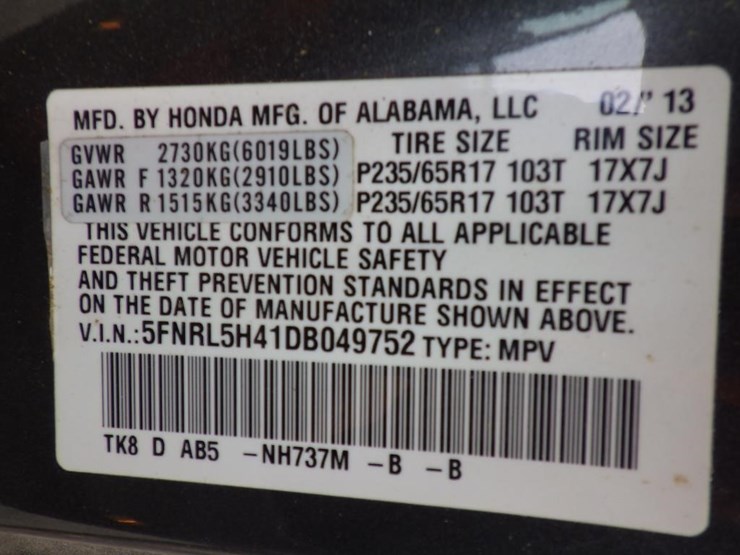 MFD. BY HONDA MFG. OF ALABAMA, LLC 02/' 13
TIRE SIZE RIM SIZE
GVWR 2730KG(6019LBS)
GAWR F 1320KG(2910LBS) P235/65R17 103T 17X7J
GAWR R 1515KG(3340LBS) P235/65R17 103T 17X7J
THIS VEHICLE CONFORMS TO ALL APPLICABLE
FEDERAL MOTOR VEHICLE SAFETY
AND THEFT PREVENTION STANDARDS IN EFFECT
ON THE DATE OF MANUFACTURE SHOWN ABOVE.
V.I.N.:5FNRL5H41DB049752 TYPE: MPV
TK8 D AB5 -NH737M -B -B